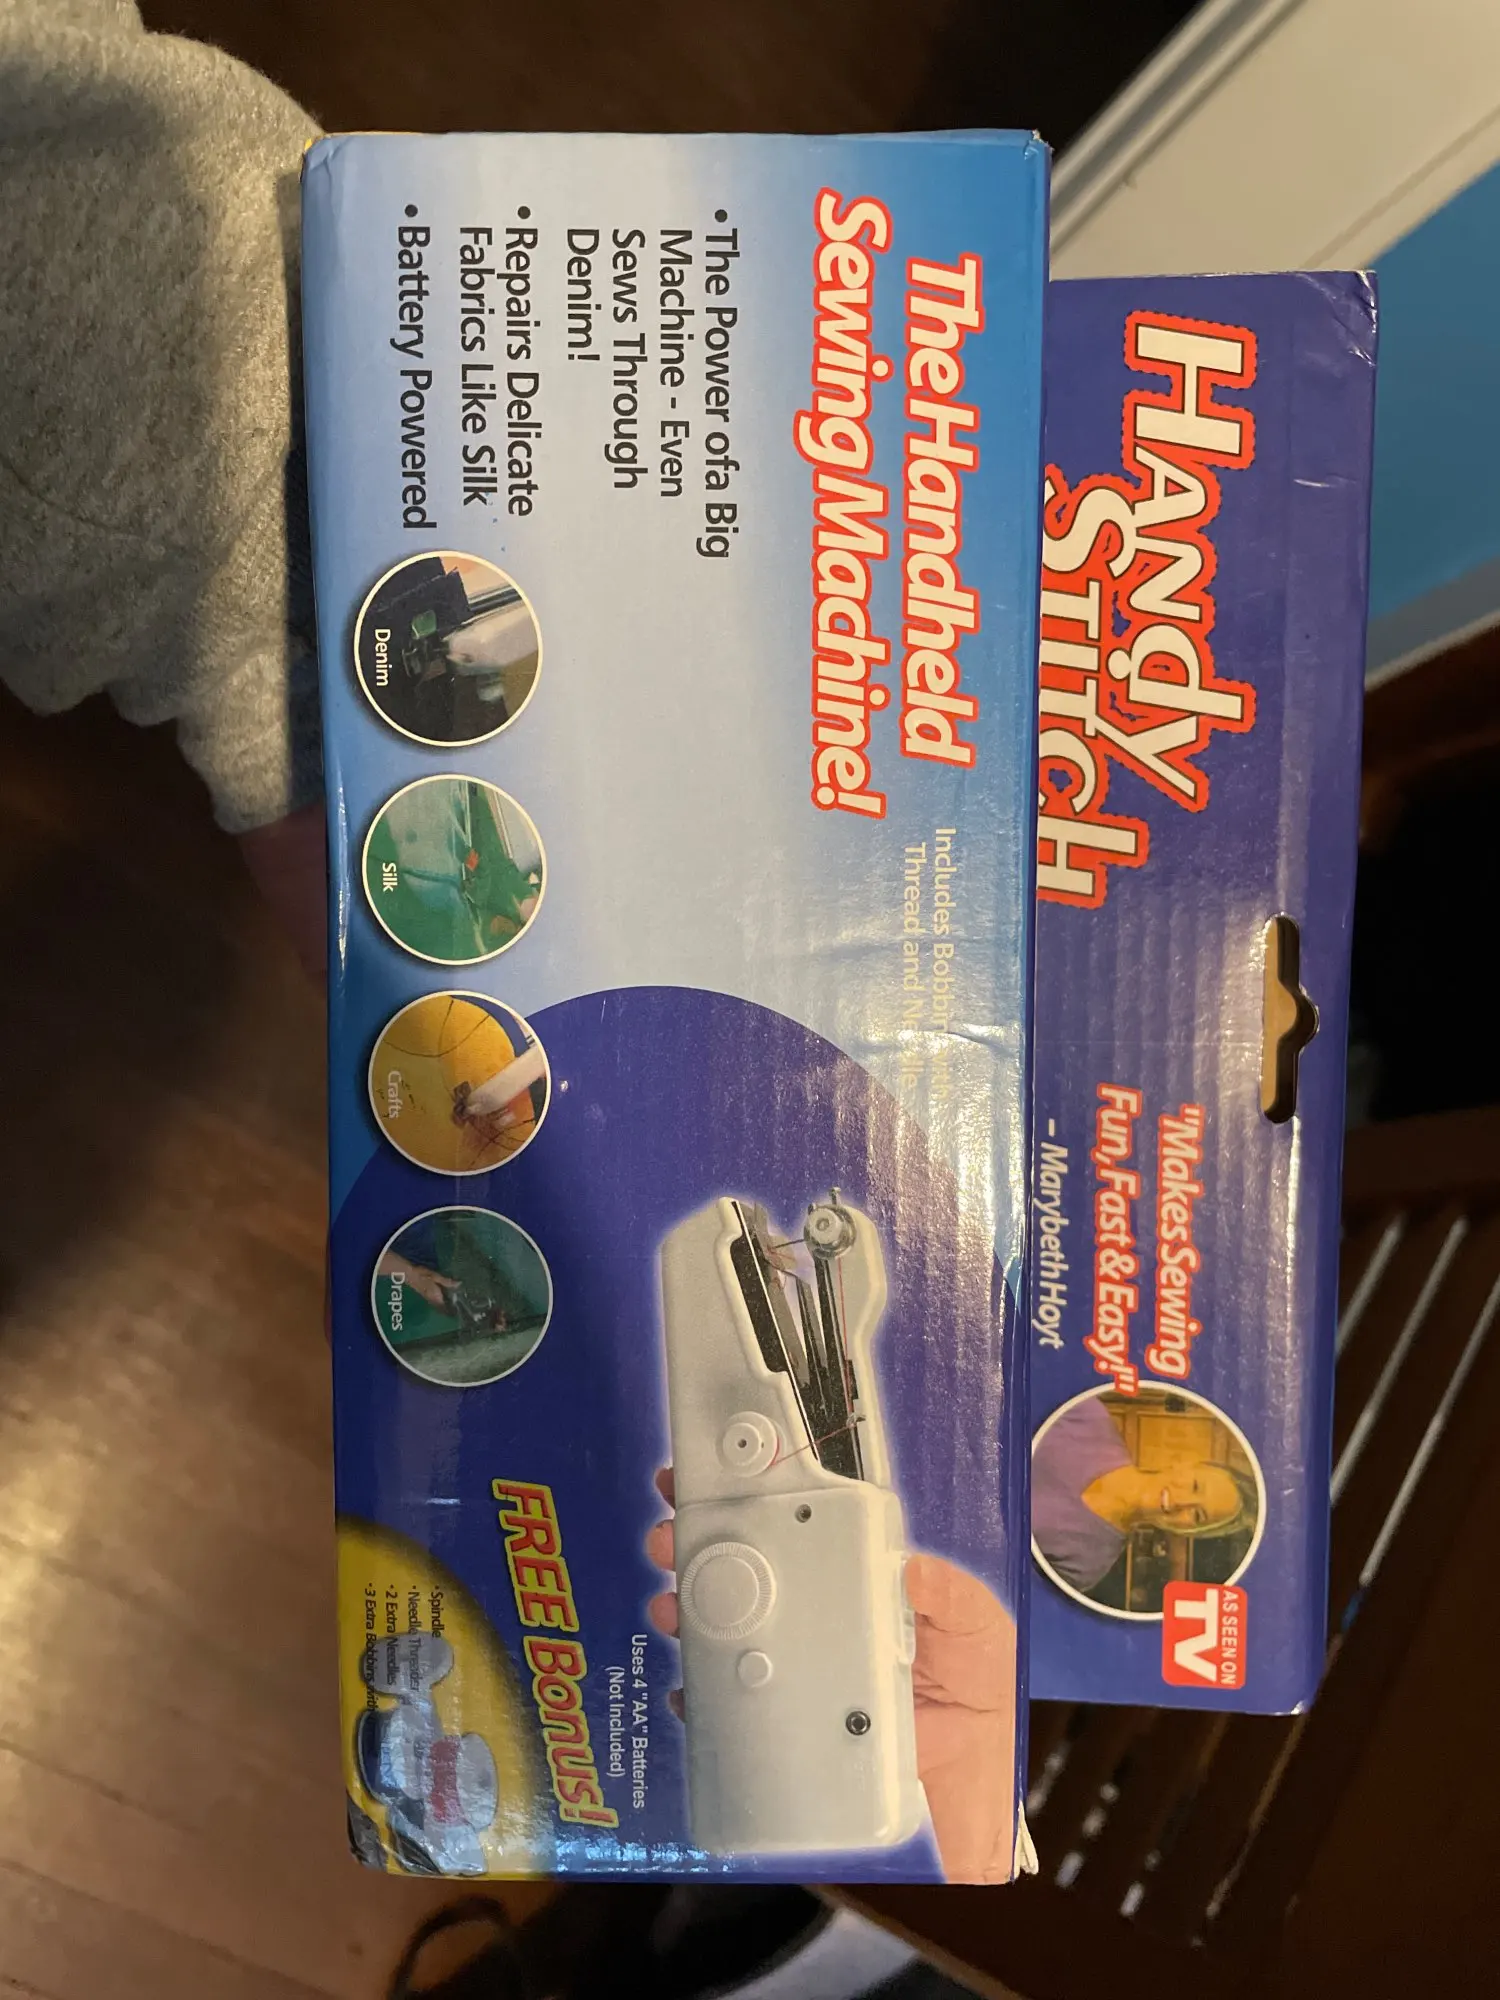 Handy
Stitch
"Makes Sewing
Fun, Fast & Easy!"
– Marybeth Hoyt
AS SEEN ON
TV
The Handheld
Sewing Machine!
Includes Bobbin with
Thread and Needle
• The Power ofa Big
Machine - Even
Sews Through
Denim!
• Repairs Delicate
Fabrics Like Silk
• Battery Powered
Denim
Silk
Crafts
Drapes
Uses 4 "AA" Batteries
(Not Included)
FREE Bonus!
•Spindle
•Needle Threader
•2 Extra Needles
•3 Extra Bobbins with